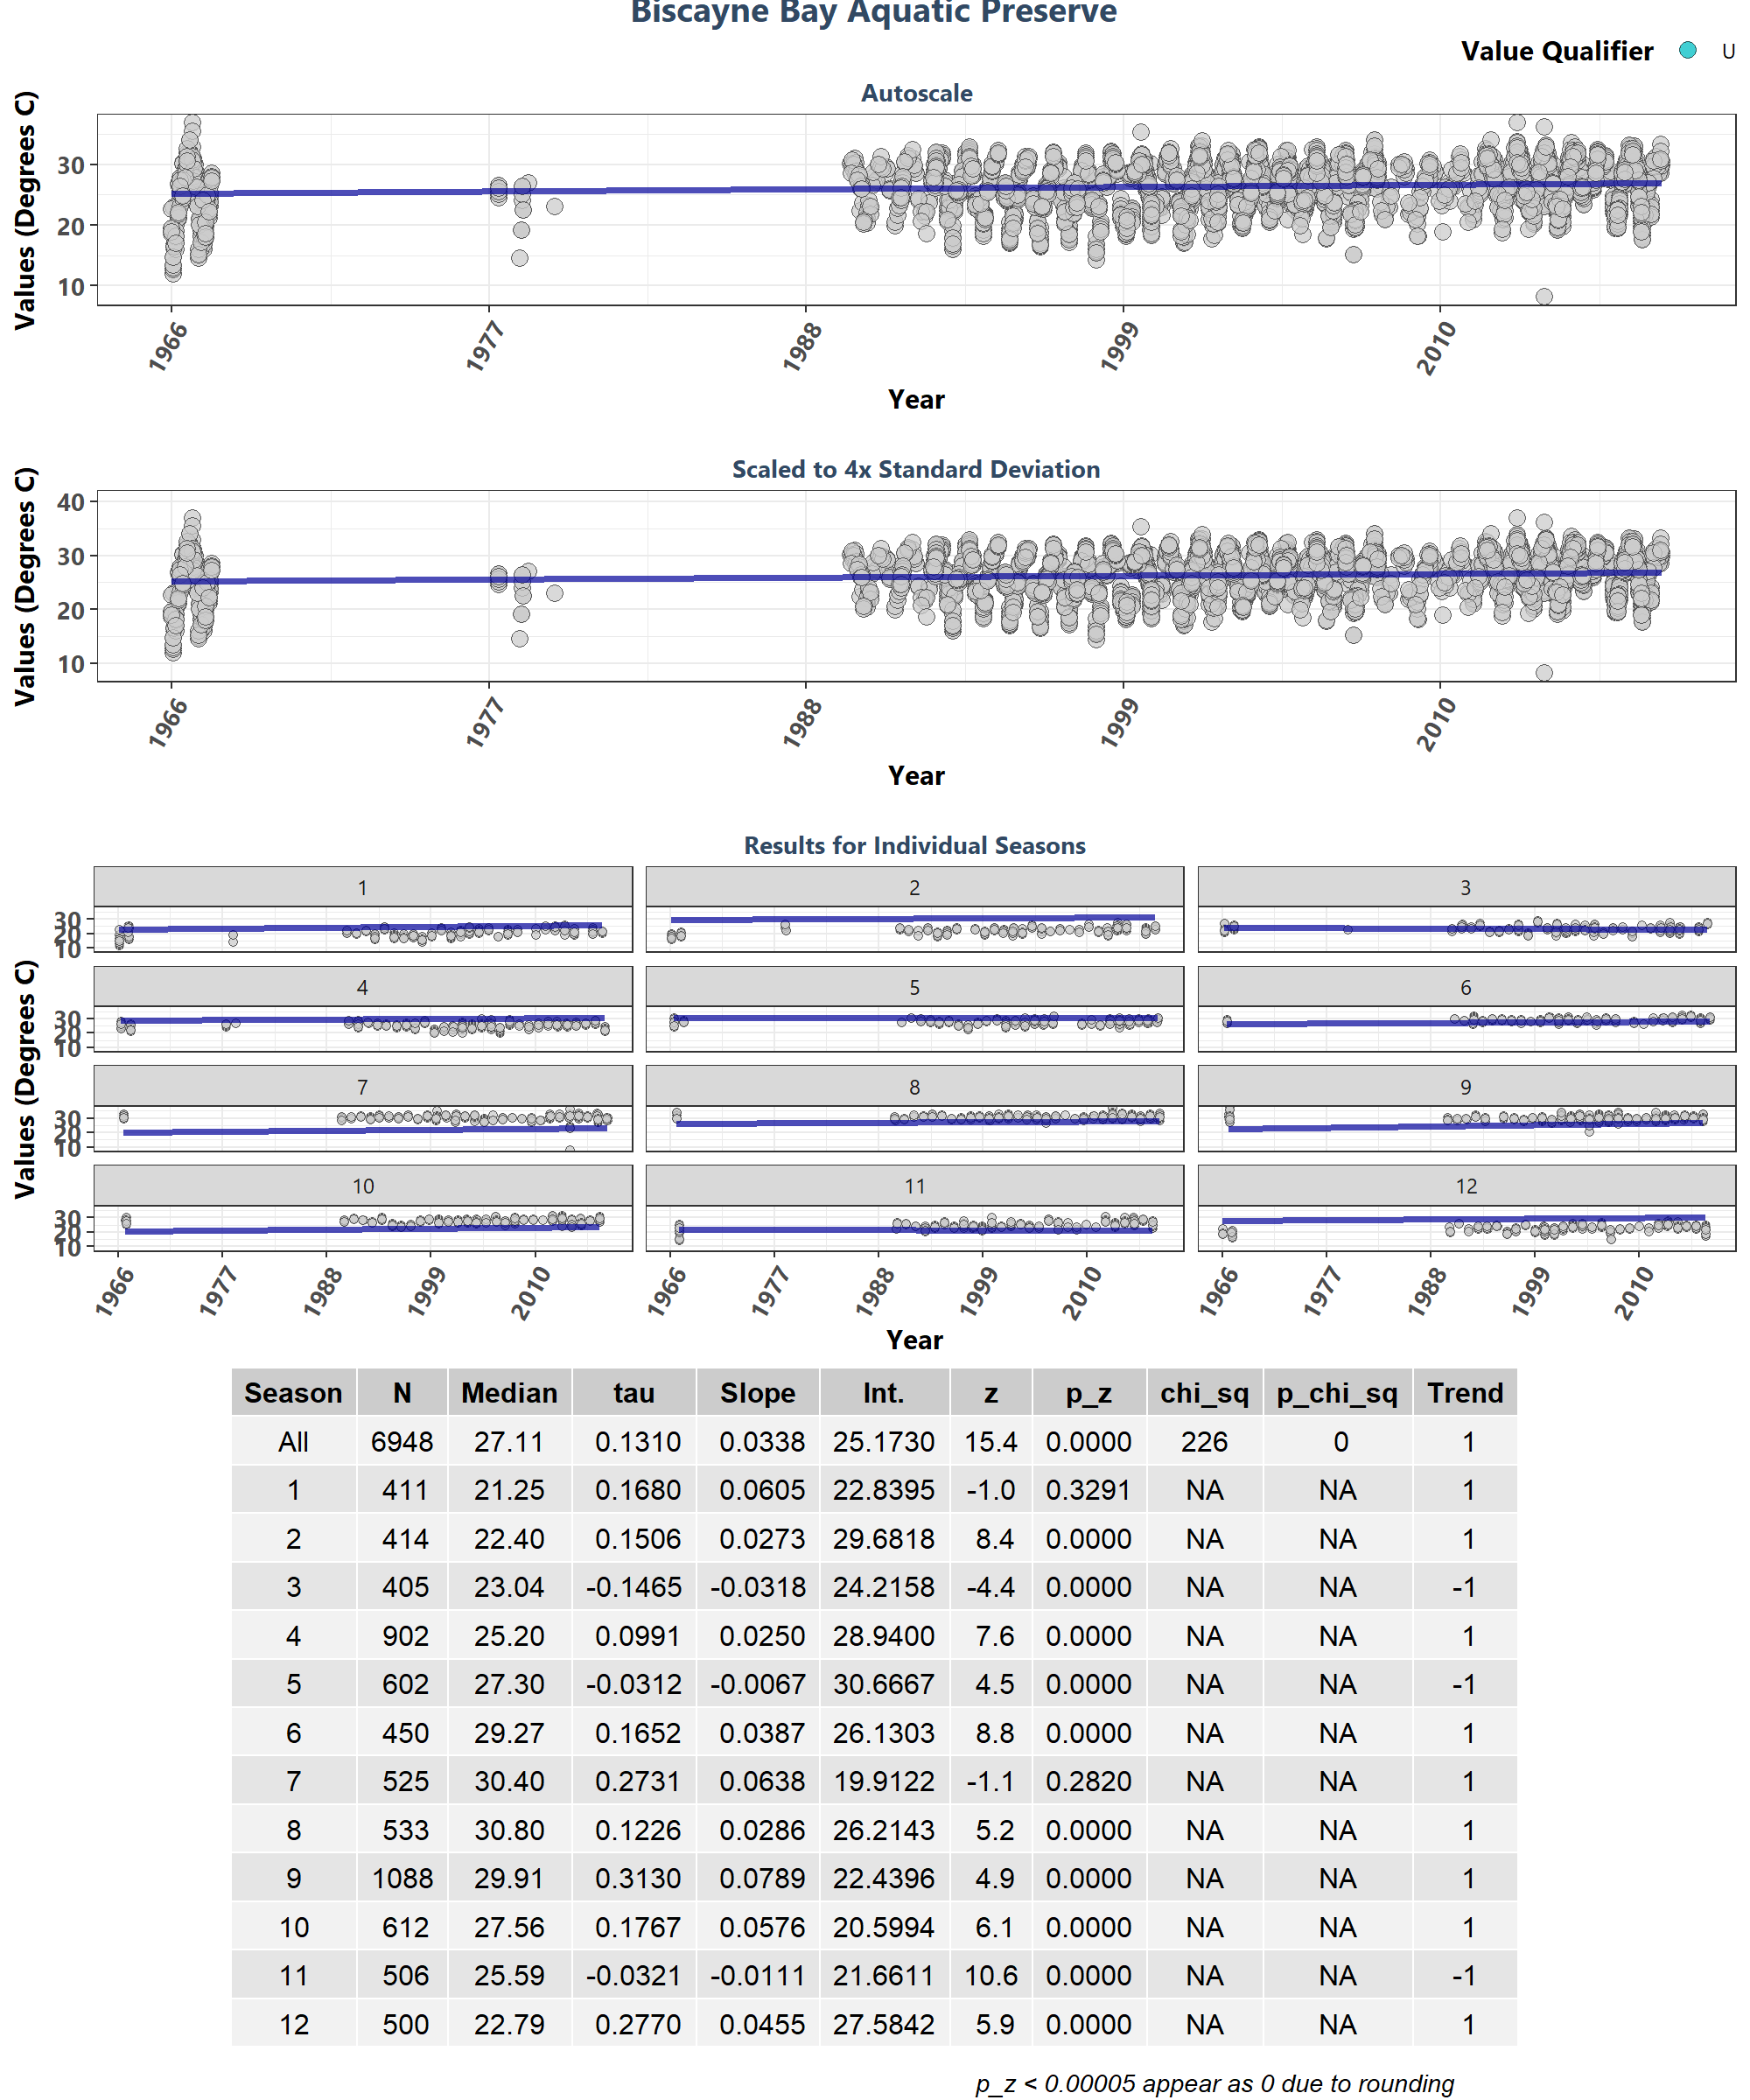 Biscayne Bay Aquatic Preserve
Value Qualifier U
Autoscale
Values (Degrees C)
30
20
10
1966 1977 1988 1999 2010
Year
Scaled to 4x Standard Deviation
Values (Degrees C)
40
30
20
10
1966 1977 1988 1999 2010
Year
Results for Individual Seasons
Values (Degrees C)
1 2 3
30
20
10
4 5 6
30
20
10
7 8 9
30
20
10
10 11 12
30
20
10
1966 1977 1988 1999 2010 1966 1977 1988 1999 2010 1966 1977 1988 1999 2010
Year
Season N Median tau Slope Int. z p_z chi_sq p_chi_sq Trend
All 6948 27.11 0.1310 0.0338 25.1730 15.4 0.0000 226 0 1
1 411 21.25 0.1680 0.0605 22.8395 -1.0 0.3291 NA NA 1
2 414 22.40 0.1506 0.0273 29.6818 8.4 0.0000 NA NA 1
3 405 23.04 -0.1465 -0.0318 24.2158 -4.4 0.0000 NA NA -1
4 902 25.20 0.0991 0.0250 28.9400 7.6 0.0000 NA NA 1
5 602 27.30 -0.0312 -0.0067 30.6667 4.5 0.0000 NA NA -1
6 450 29.27 0.1652 0.0387 26.1303 8.8 0.0000 NA NA 1
7 525 30.40 0.2731 0.0638 19.9122 -1.1 0.2820 NA NA 1
8 533 30.80 0.1226 0.0286 26.2143 5.2 0.0000 NA NA 1
9 1088 29.91 0.3130 0.0789 22.4396 4.9 0.0000 NA NA 1
10 612 27.56 0.1767 0.0576 20.5994 6.1 0.0000 NA NA 1
11 506 25.59 -0.0321 -0.0111 21.6611 10.6 0.0000 NA NA -1
12 500 22.79 0.2770 0.0455 27.5842 5.9 0.0000 NA NA 1
p_z < 0.00005 appear as 0 due to rounding